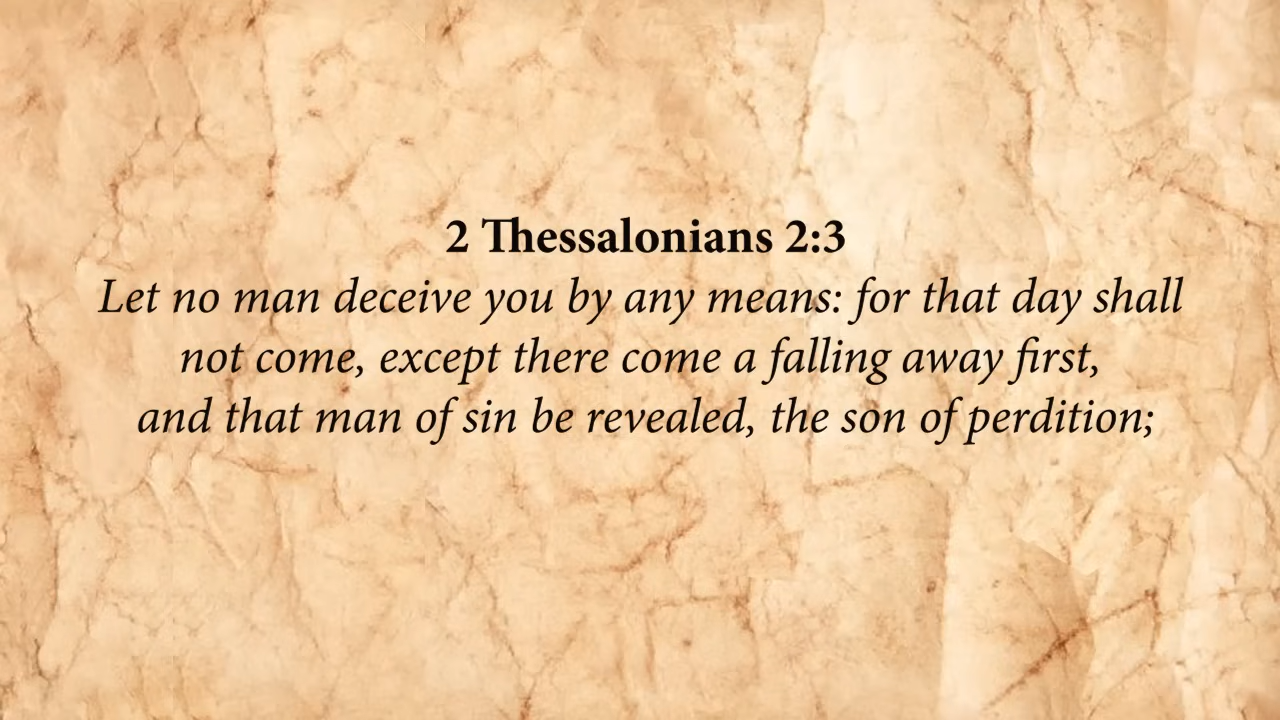 2 Thessalonians 2:3
Let no man deceive you by any means: for that day shall
not come, except there come a falling away first,
and that man of sin be revealed, the son of perdition;